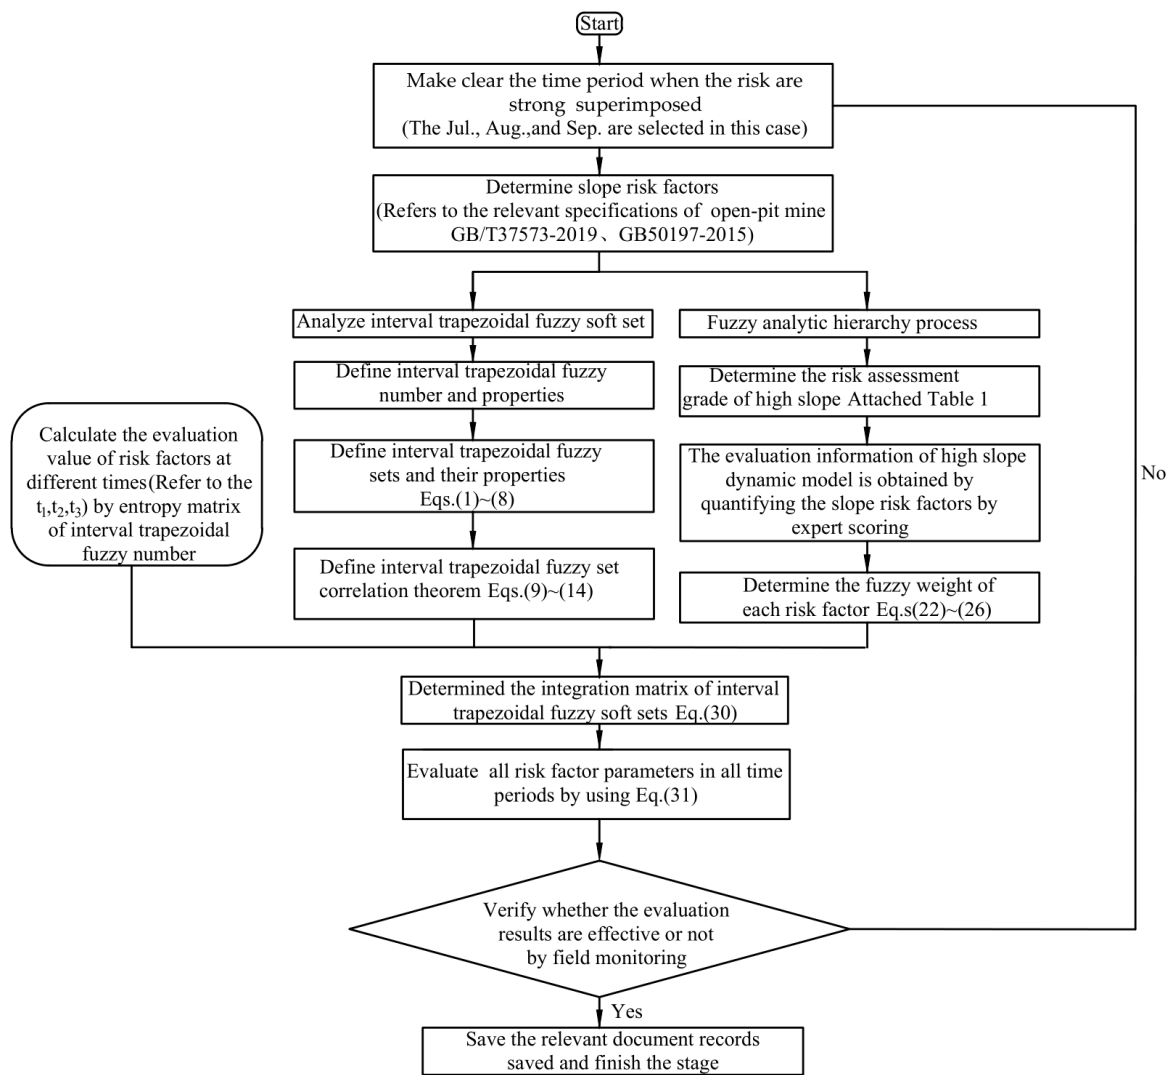 Start
Make clear the time period when the risk are
strong superimposed
(The Jul., Aug.,and Sep. are selected in this case)
Determine slope risk factors
(Refers to the relevant specifications of open-pit mine
GB/T37573-2019、GB50197-2015)
Analyze interval trapezoidal fuzzy soft set
Define interval trapezoidal fuzzy
number and properties
Define interval trapezoidal fuzzy
sets and their properties
Eqs.(1)~(8)
Define interval trapezoidal fuzzy set
correlation theorem Eqs.(9)~(14)
Fuzzy analytic hierarchy process
Determine the risk assessment
grade of high slope Attached Table 1
The evaluation information of high slope
dynamic model is obtained by
quantifying the slope risk factors by
expert scoring
Determine the fuzzy weight of
each risk factor Eq.s(22)~(26)
Calculate the evaluation
value of risk factors at
different times(Refer to the
t₁,t₂,t₃) by entropy matrix
of interval trapezoidal
fuzzy number
No
Determined the integration matrix of interval
trapezoidal fuzzy soft sets Eq.(30)
Evaluate all risk factor parameters in all time
periods by using Eq.(31)
Verify whether the evaluation
results are effective or not
by field monitoring
Yes
Save the relevant document records
saved and finish the stage